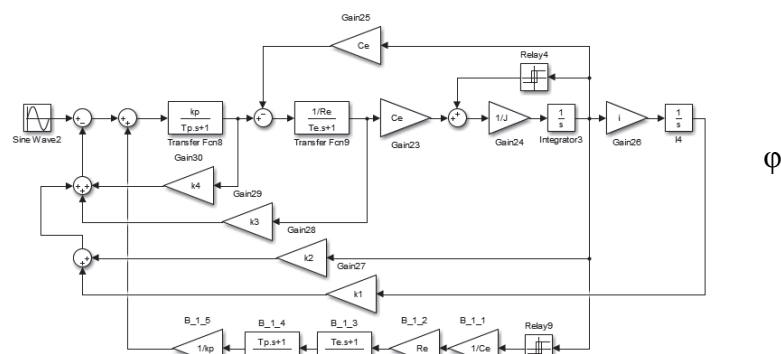 Gain25
Ce
Relay4
kp
Tp.s+1
1/Re
Te.s+1
Ce
1/J
1
s
i
1
s
Sine Wave2
Transfer Fcn8
Transfer Fcn9
Gain23
Gain24
Integrator3
Gain26
I4
φ
Gain30
k4
Gain29
k3
Gain28
k2
Gain27
k1
B_1_5
B_1_4
B_1_3
B_1_2
B_1_1
Relay9
1/kp
Tp.s+1
Te.s+1
Re
1/Ce